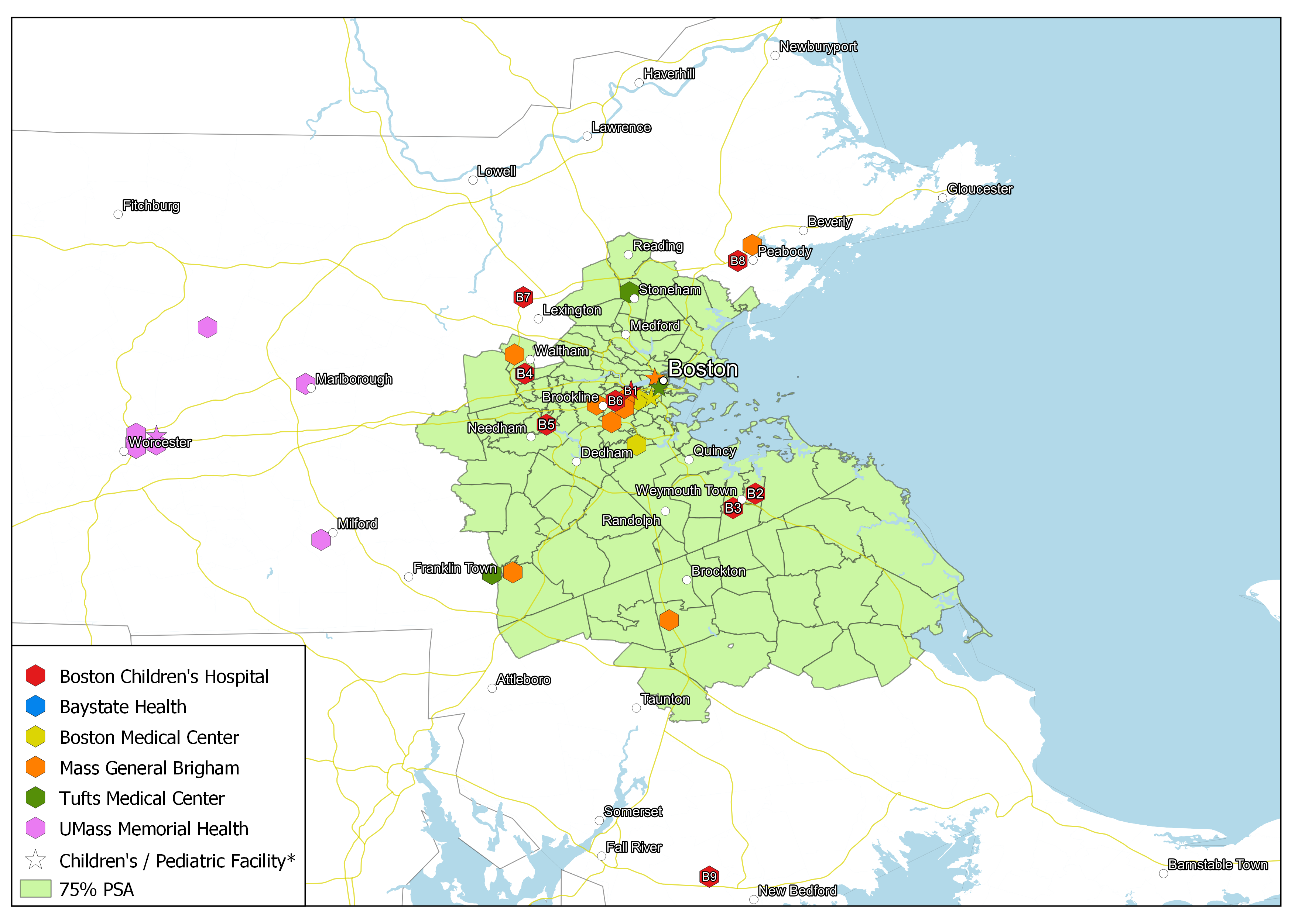 Newburyport
Haverhill
Lawrence
Lowell
Gloucester
Fitchburg
Beverly
Reading
Peabody
B8
Stoneham
B7
Lexington
Medford
Waltham
Boston
B4
Marlborough
B1
Brookline
B6
Needham
B5
Worcester
Dedham
Quincy
Weymouth Town
B2
B3
Randolph
Milford
Franklin Town
Brockton
Attleboro
Taunton
Somerset
Fall River
Barnstable Town
B9
New Bedford
Boston Children's Hospital
Baystate Health
Boston Medical Center
Mass General Brigham
Tufts Medical Center
UMass Memorial Health
Children's / Pediatric Facility*
75% PSA